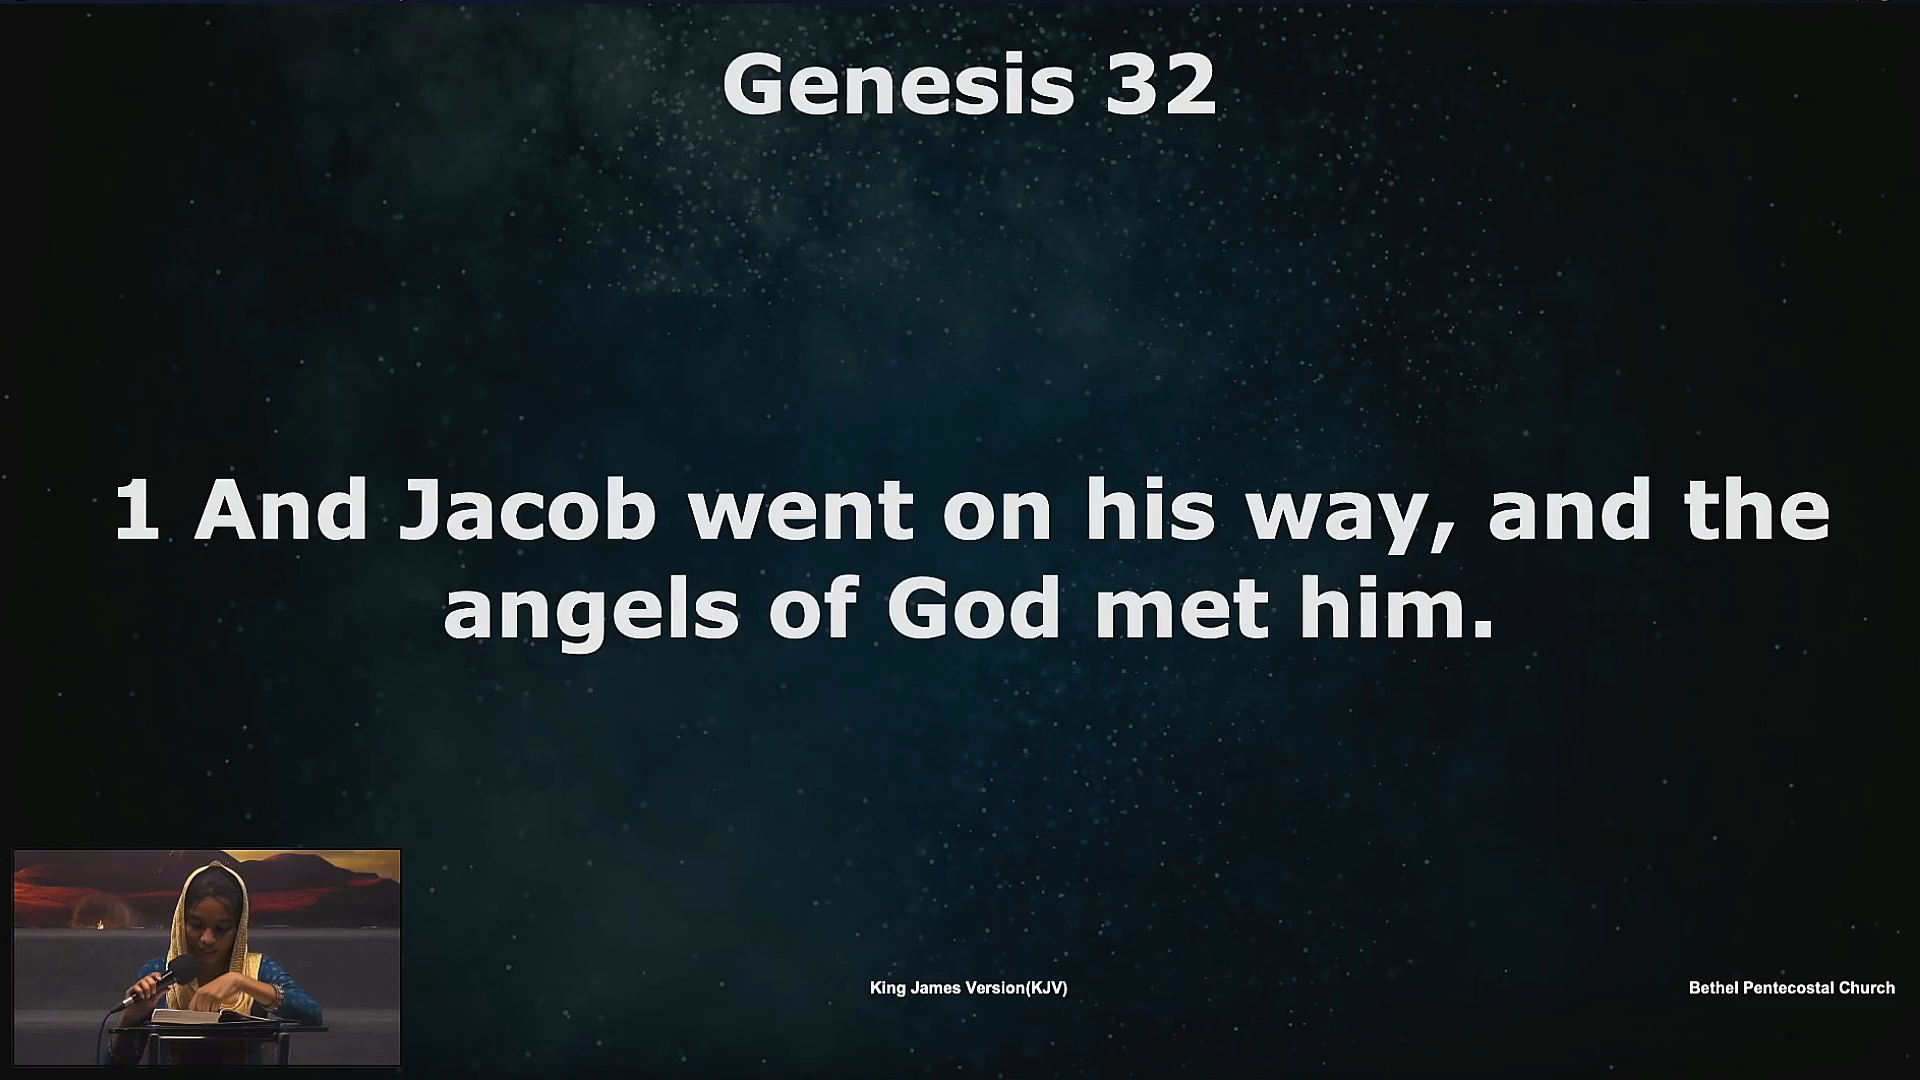 Genesis 32
1 And Jacob went on his way, and the
angels of God met him.
King James Version(KJV)
Bethel Pentecostal Church